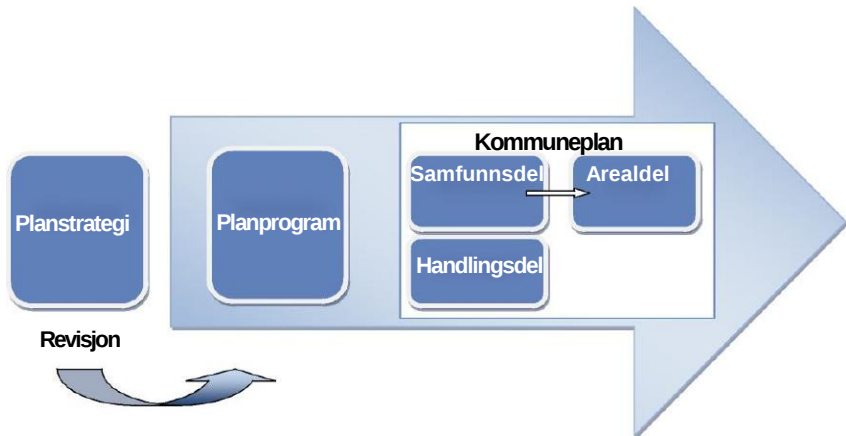 Planstrategi
Revisjon
Planprogram
Kommuneplan
Samfunnsdel
Arealdel
Handlingsdel